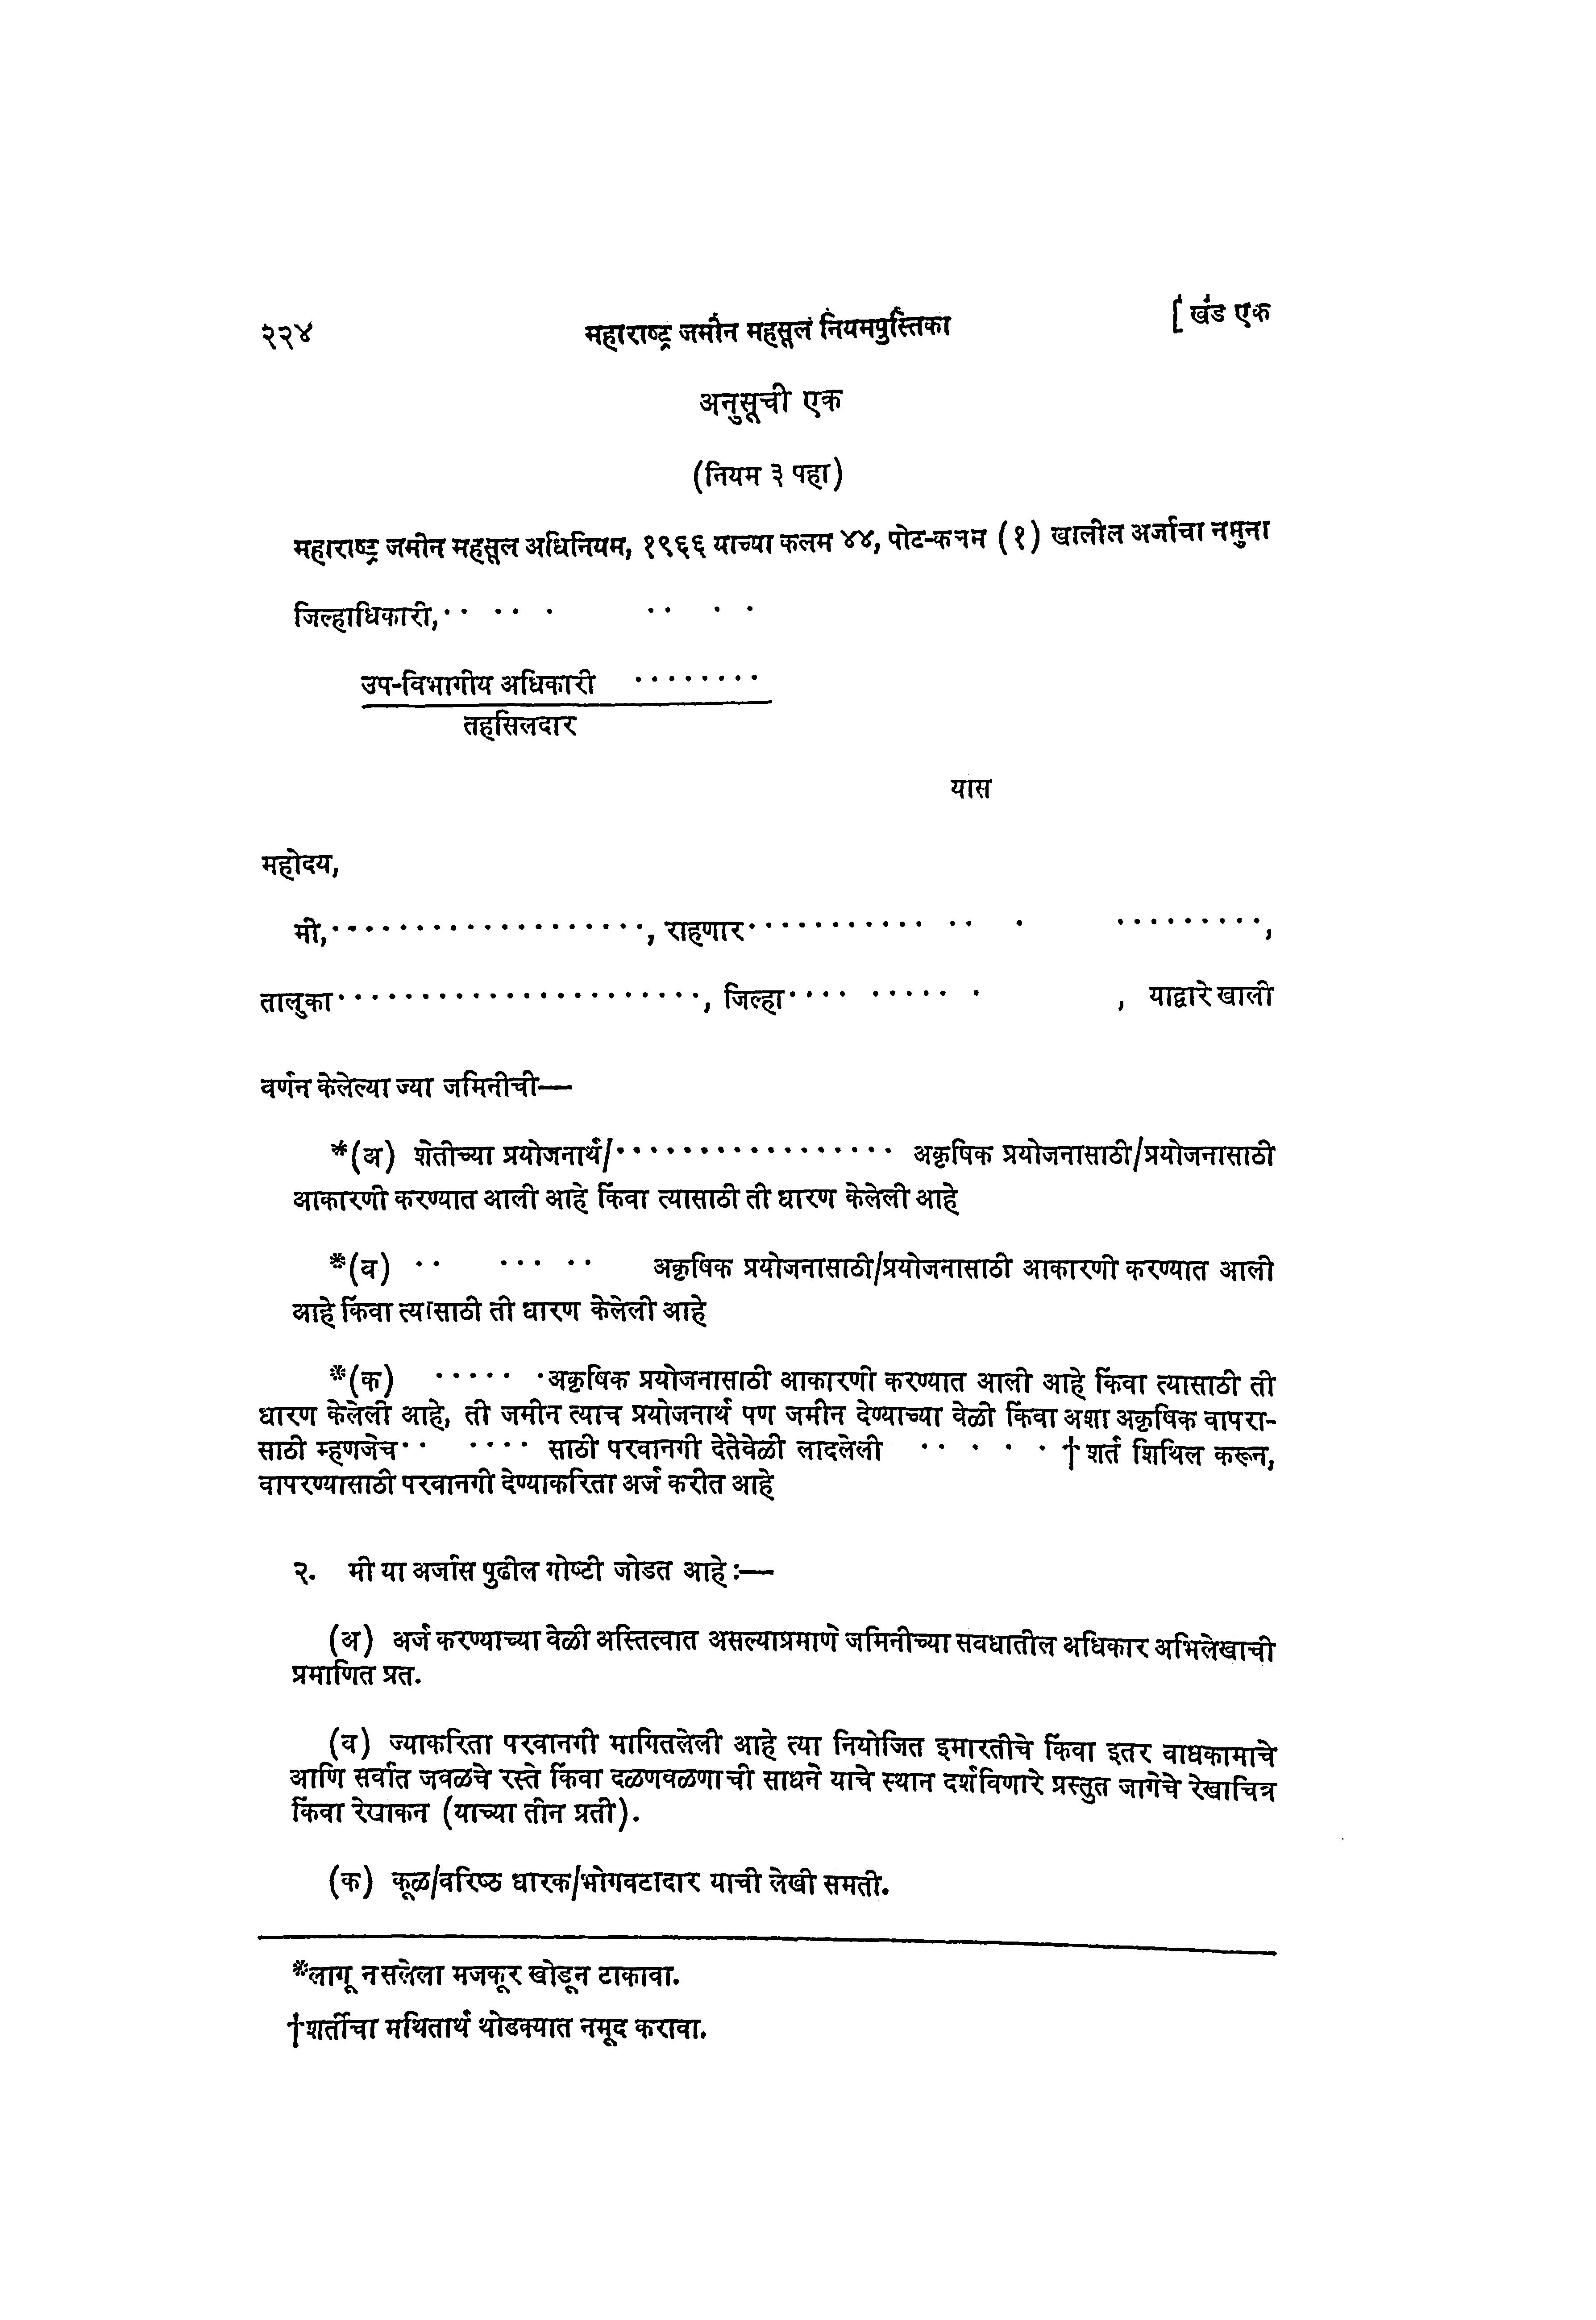 २२४ महाराष्ट्र जमीन महसूल नियमपुस्तिका [ खंड एक
अनुसूची एक
(नियम ३ पहा)
महाराष्ट्र जमीन महसूल अधिनियम, १९६६ याच्या कलम ४४, पोट-कलम (१) खालील अर्जाचा नमुना
जिल्हाधिकारी,·· ·· · ·· · ·
उप-विभागीय अधिकारी ········
तहसिलदार
यास
महोदय,
मी,···················, राहणार··········· ·· · ·········,
तालुका······················, जिल्हा···· ····· · , याद्वारे खाली
वर्णन केलेल्या ज्या जमिनीची—
*(अ) शेतीच्या प्रयोजनार्थ/················· अकृषिक प्रयोजनासाठी/प्रयोजनासाठी
आकारणी करण्यात आली आहे किंवा त्यासाठी ती धारण केलेली आहे
*(ब) ·· ··· ·· अकृषिक प्रयोजनासाठी/प्रयोजनासाठी आकारणी करण्यात आली
आहे किंवा त्यासाठी ती धारण केलेली आहे
*(क) ····· · ·अकृषिक प्रयोजनासाठी आकारणी करण्यात आली आहे किंवा त्यासाठी ती
धारण केलेली आहे, ती जमीन त्याच प्रयोजनार्थ पण जमीन देण्याच्या वेळी किंवा अशा अकृषिक वापरा-
साठी म्हणजेच·· ···· साठी परवानगी देतेवेळी लादलेली ·· · · · ·†शर्त शिथिल करून,
वापरण्यासाठी परवानगी देण्याकरिता अर्ज करीत आहे
२. मी या अर्जास पुढील गोष्टी जोडत आहे :—
(अ) अर्ज करण्याच्या वेळी अस्तित्वात असल्याप्रमाणे जमिनीच्या सबधातील अधिकार अभिलेखाची
प्रमाणित प्रत.
(ब) ज्याकरिता परवानगी मागितलेली आहे त्या नियोजित इमारतीचे किंवा इतर बाधकामाचे
आणि सर्वात जवळचे रस्ते किंवा दळणवळणाची साधने याचे स्थान दर्शविणारे प्रस्तुत जागेचे रेखाचित्र
किंवा रेखाकन (याच्या तीन प्रती).
(क) कूळ/वरिष्ठ धारक/भोगवटादार याची लेखी समती.
*लागू नसलेला मजकूर खोडून टाकावा.
†शर्तीचा मथितार्थ थोडक्यात नमूद करावा.